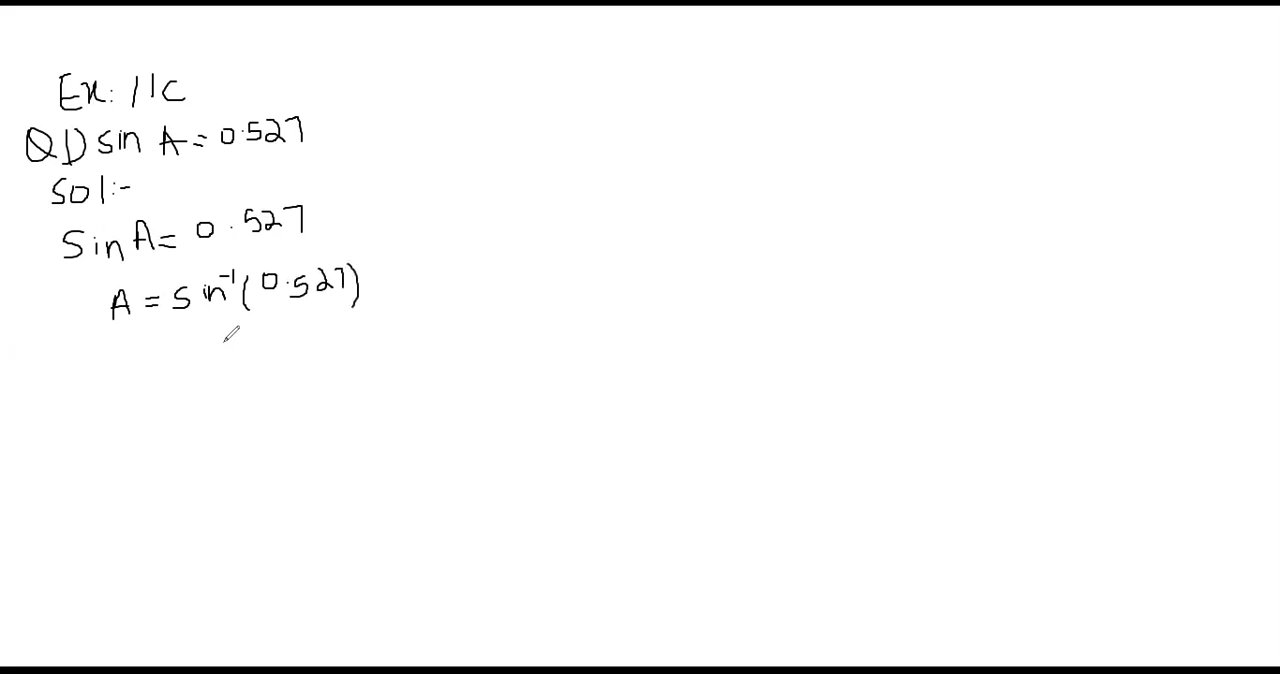 Ex: 11C
Q1) sin A = 0.527
Sol:-
Sin A = 0.527
A = Sin⁻¹(0.527)